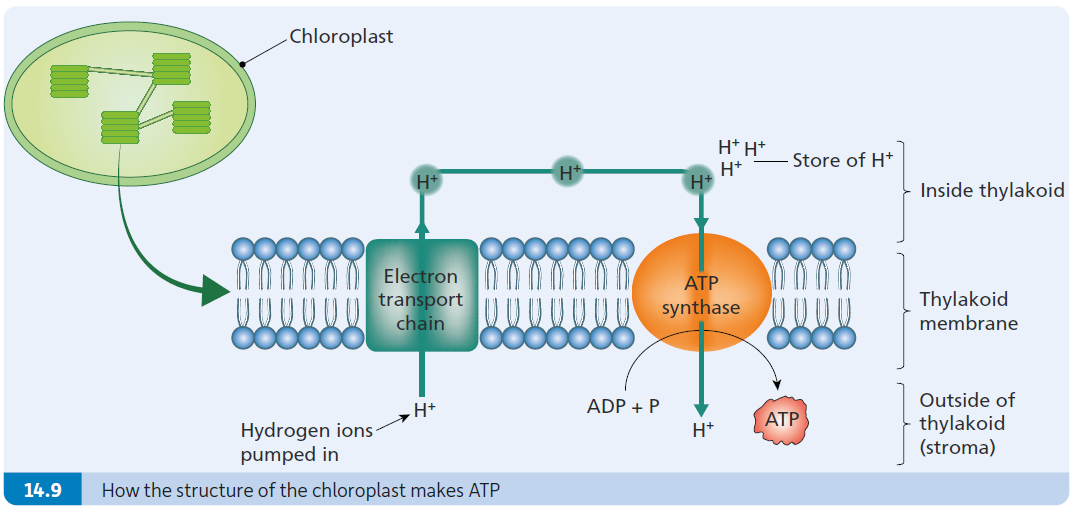 Chloroplast
H⁺ H⁺
H⁺
Store of H⁺
H⁺
H⁺
H⁺
Inside thylakoid
Electron
transport
chain
ATP
synthase
Thylakoid
membrane
H⁺
Hydrogen ions
pumped in
ADP + P
H⁺
ATP
Outside of
thylakoid
(stroma)
14.9 How the structure of the chloroplast makes ATP